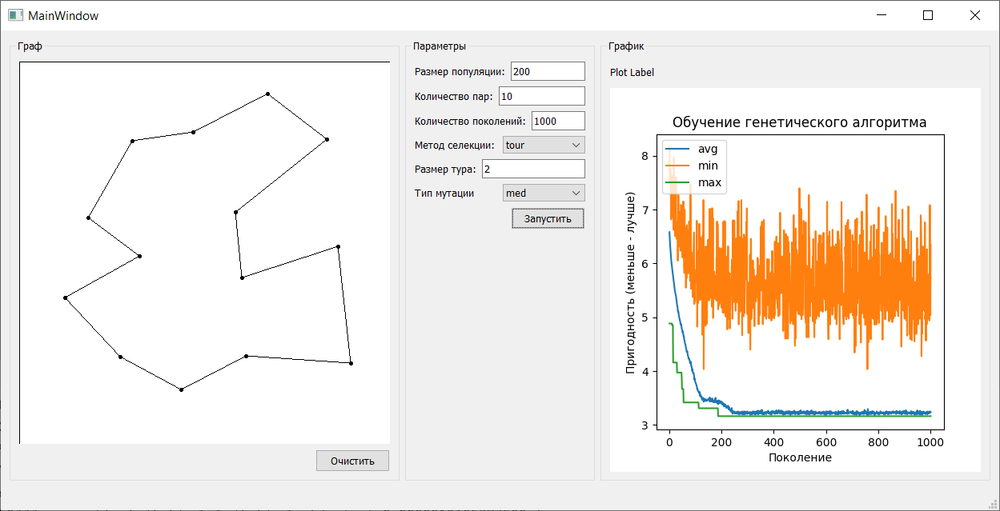 MainWindow
Граф
Очистить
Параметры
Размер популяции: 200
Количество пар: 10
Количество поколений: 1000
Метод селекции: tour
Размер тура: 2
Тип мутации med
Запустить
График
Plot Label
Обучение генетического алгоритма
avg
min
max
Пригодность (меньше - лучше)
8
7
6
5
4
3
0 200 400 600 800 1000
Поколение